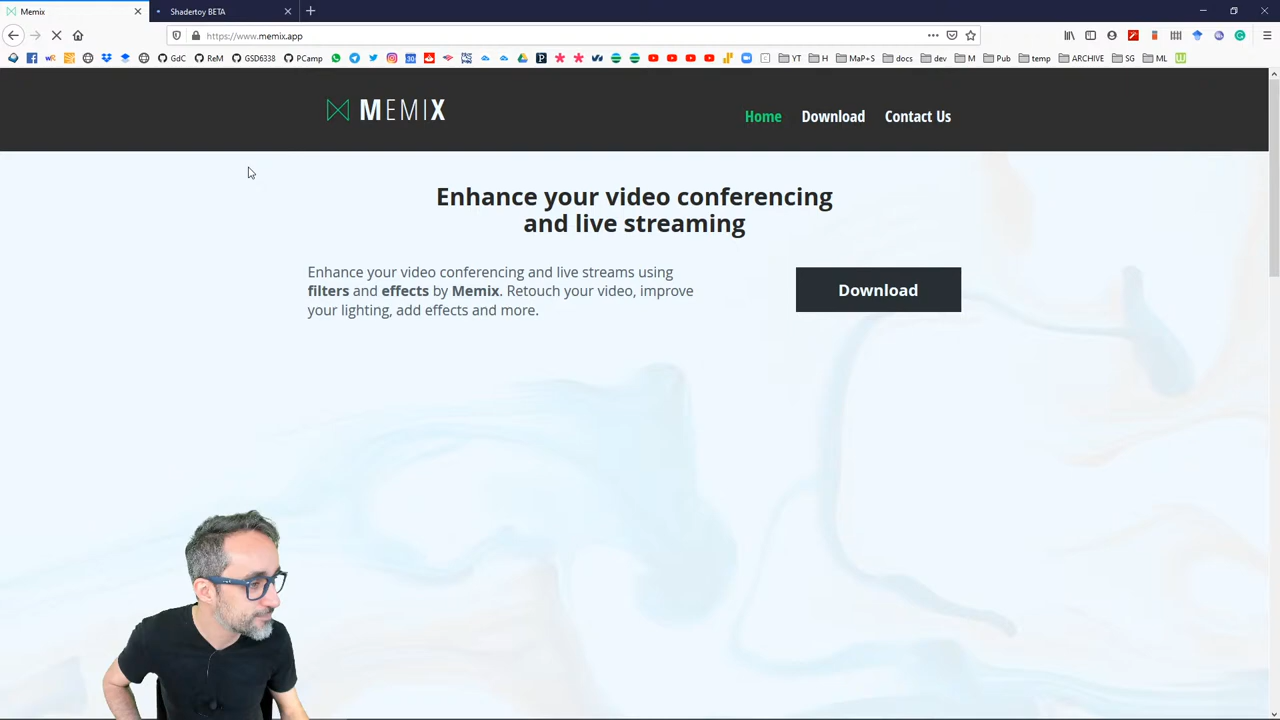 Memix
Shadertoy BETA
https://www.memix.app
GdC
ReM
GSD6338
PCamp
YT
H
MaP+S
docs
dev
M
Pub
temp
ARCHIVE
SG
ML
MEMIX
Home
Download
Contact Us
Enhance your video conferencing
and live streaming
Enhance your video conferencing and live streams using
filters and effects by Memix. Retouch your video, improve
your lighting, add effects and more.
Download